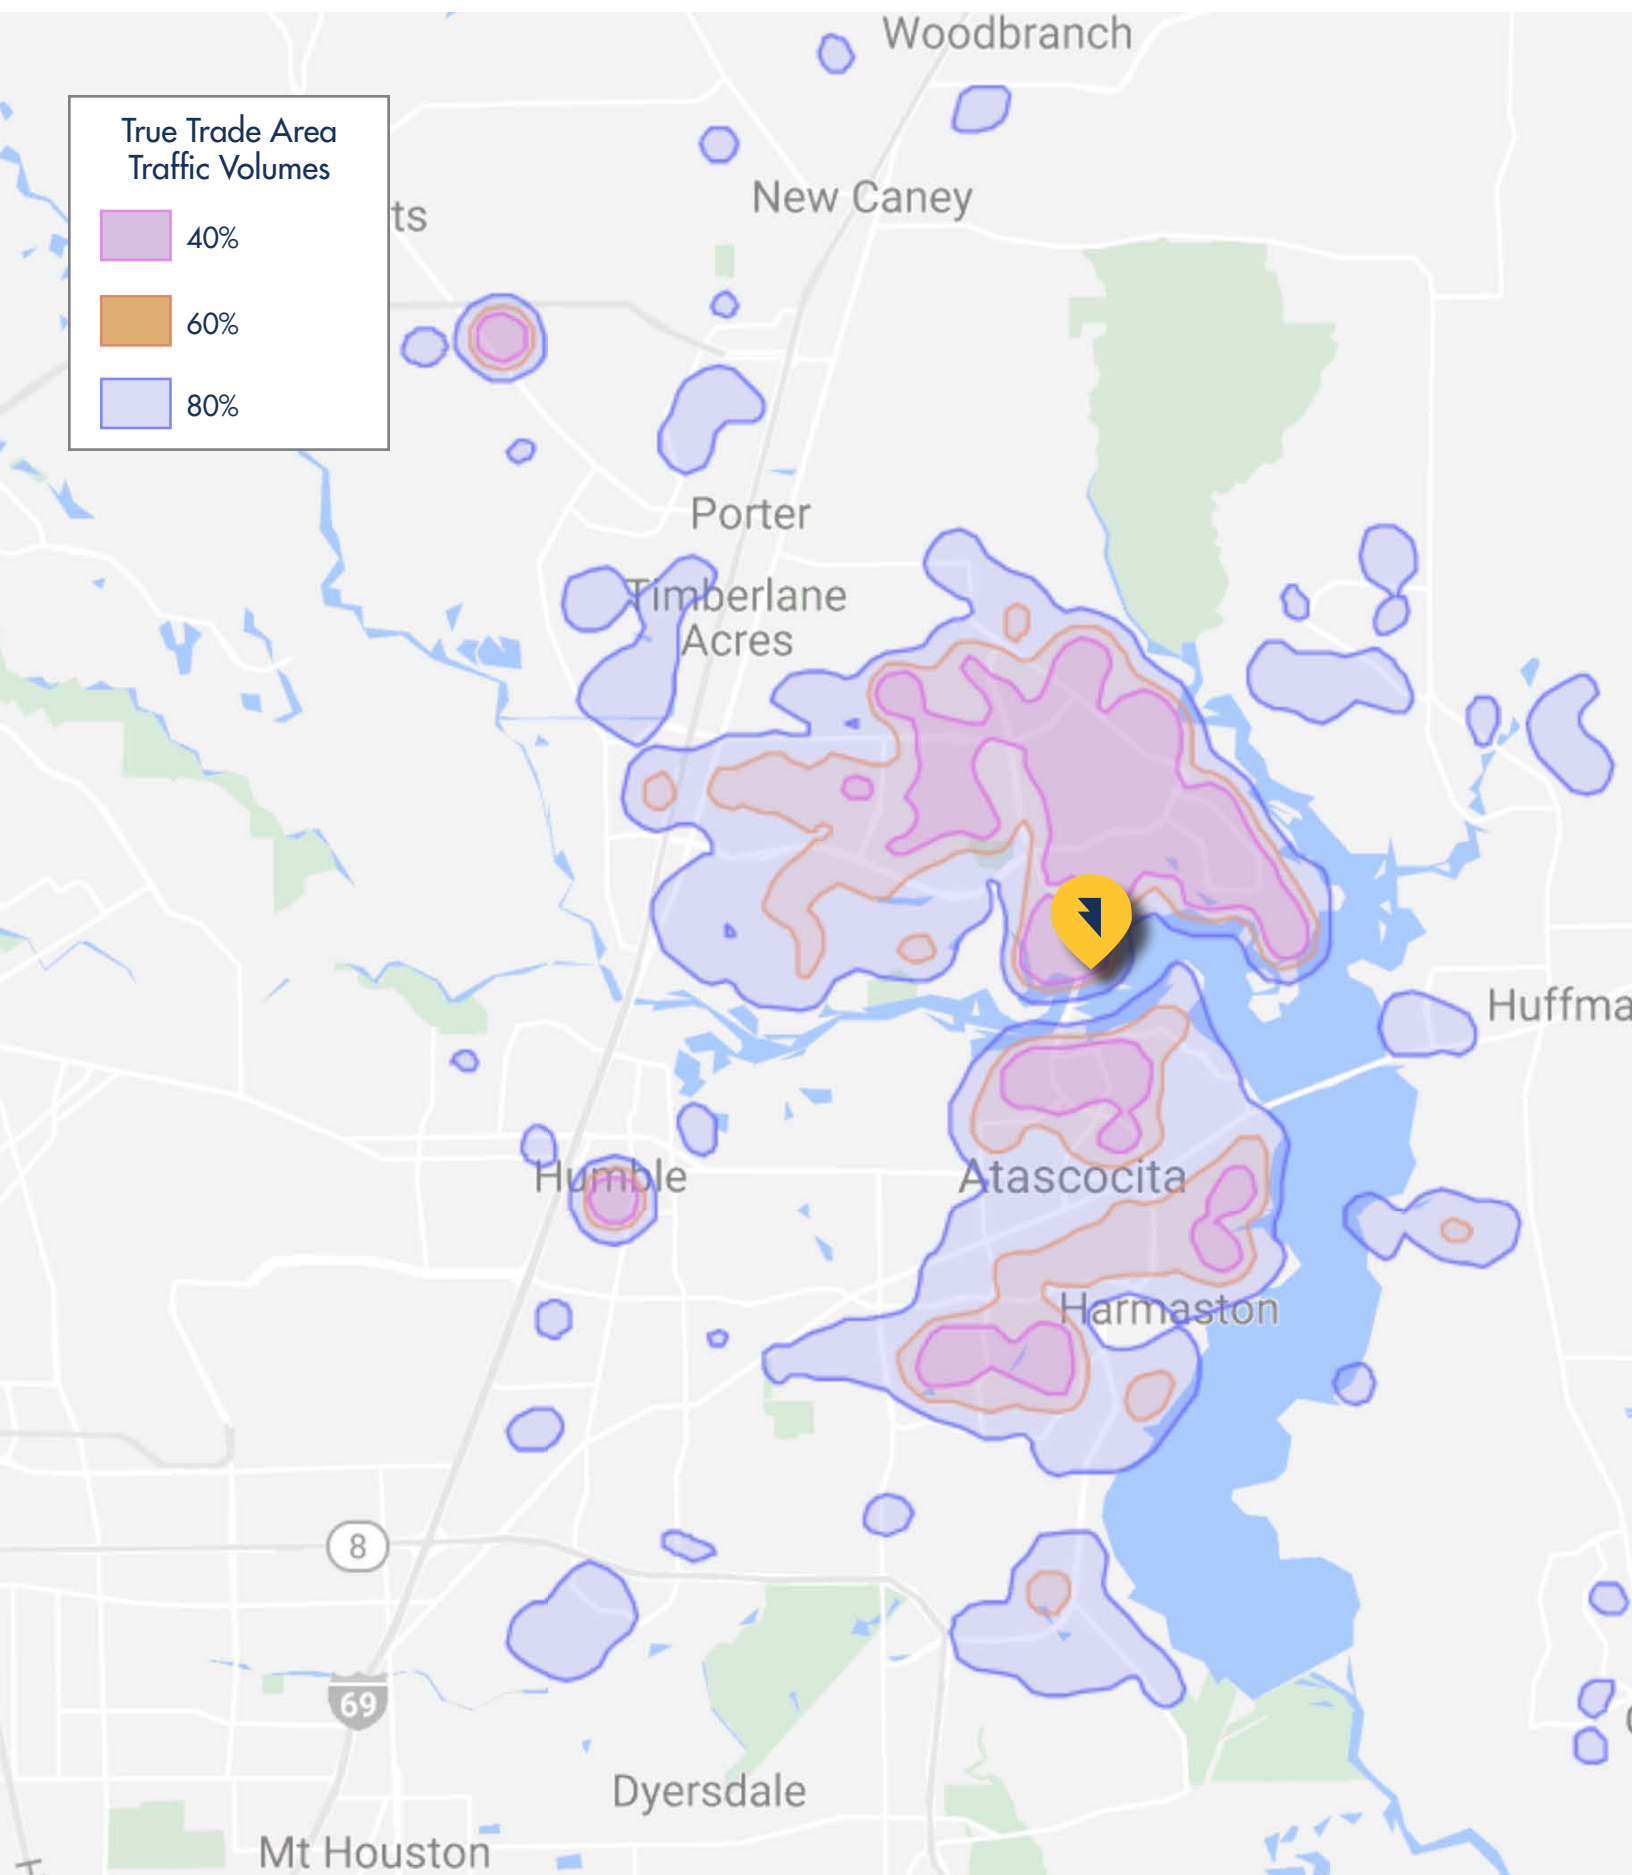 Woodbranch
True Trade Area
Traffic Volumes
40%
60%
80%
ts
New Caney
Porter
Timberlane
Acres
Huffma
Humble
Atascocita
Harmaston
8
69
Dyersdale
Mt Houston